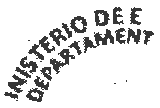 INISTERIO DE E
DEPARTAMENT